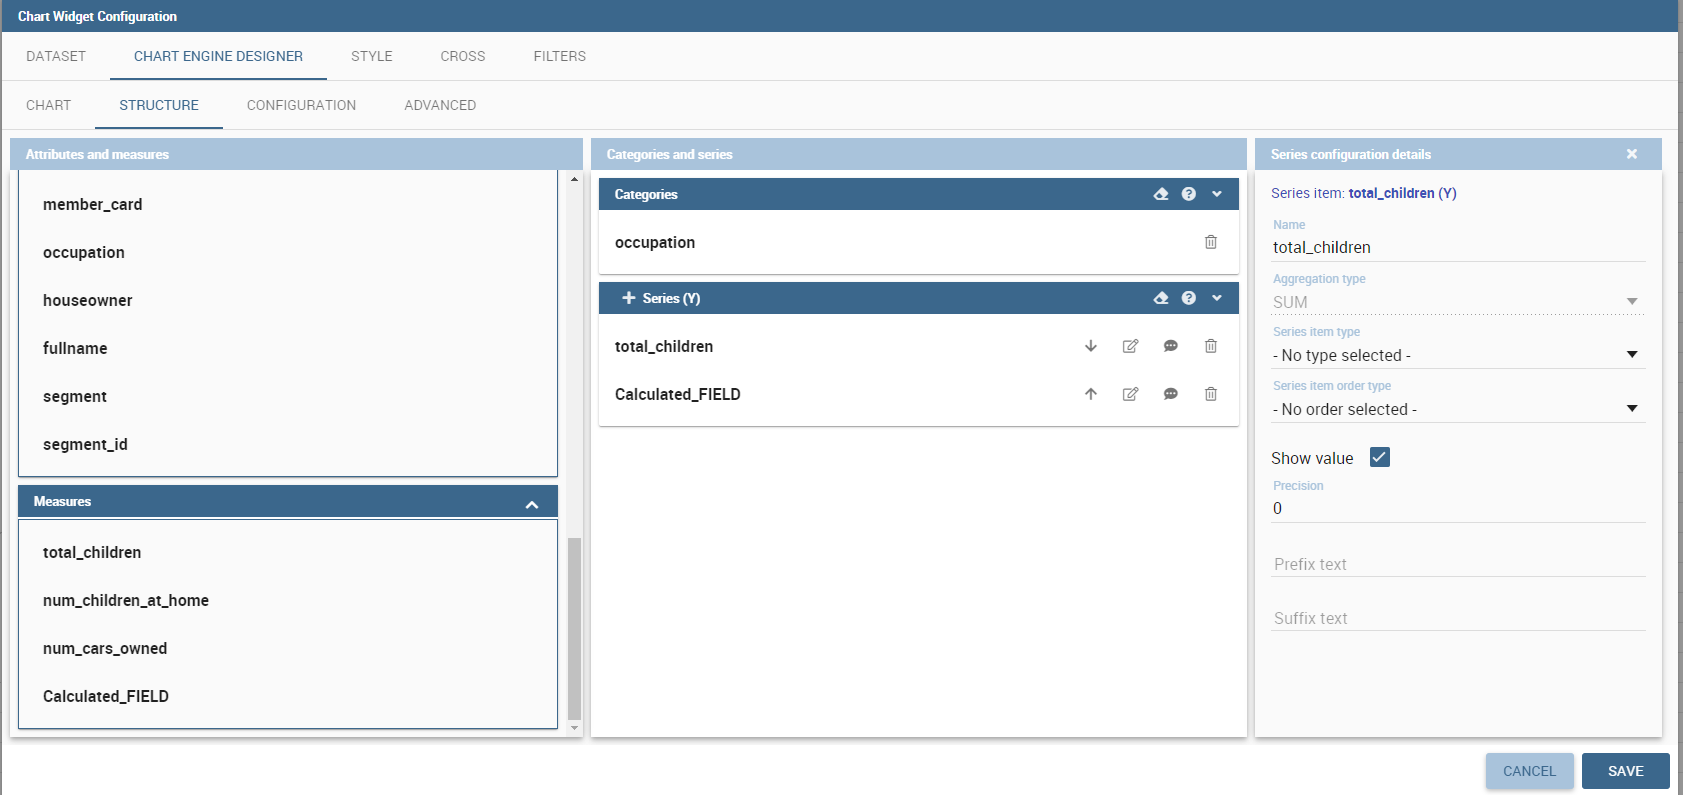 Chart Widget Configuration
DATASET CHART ENGINE DESIGNER STYLE CROSS FILTERS
CHART STRUCTURE CONFIGURATION ADVANCED
Attributes and measures
member_card
occupation
houseowner
fullname
segment
segment_id
Measures
total_children
num_children_at_home
num_cars_owned
Calculated_FIELD
Categories and series
Categories
occupation
Series (Y)
total_children
Calculated_FIELD
Series configuration details
Series item: total_children (Y)
Name
total_children
Aggregation type
SUM
Series item type
- No type selected -
Series item order type
- No order selected -
Show value
Precision
0
Prefix text
Suffix text
CANCEL SAVE